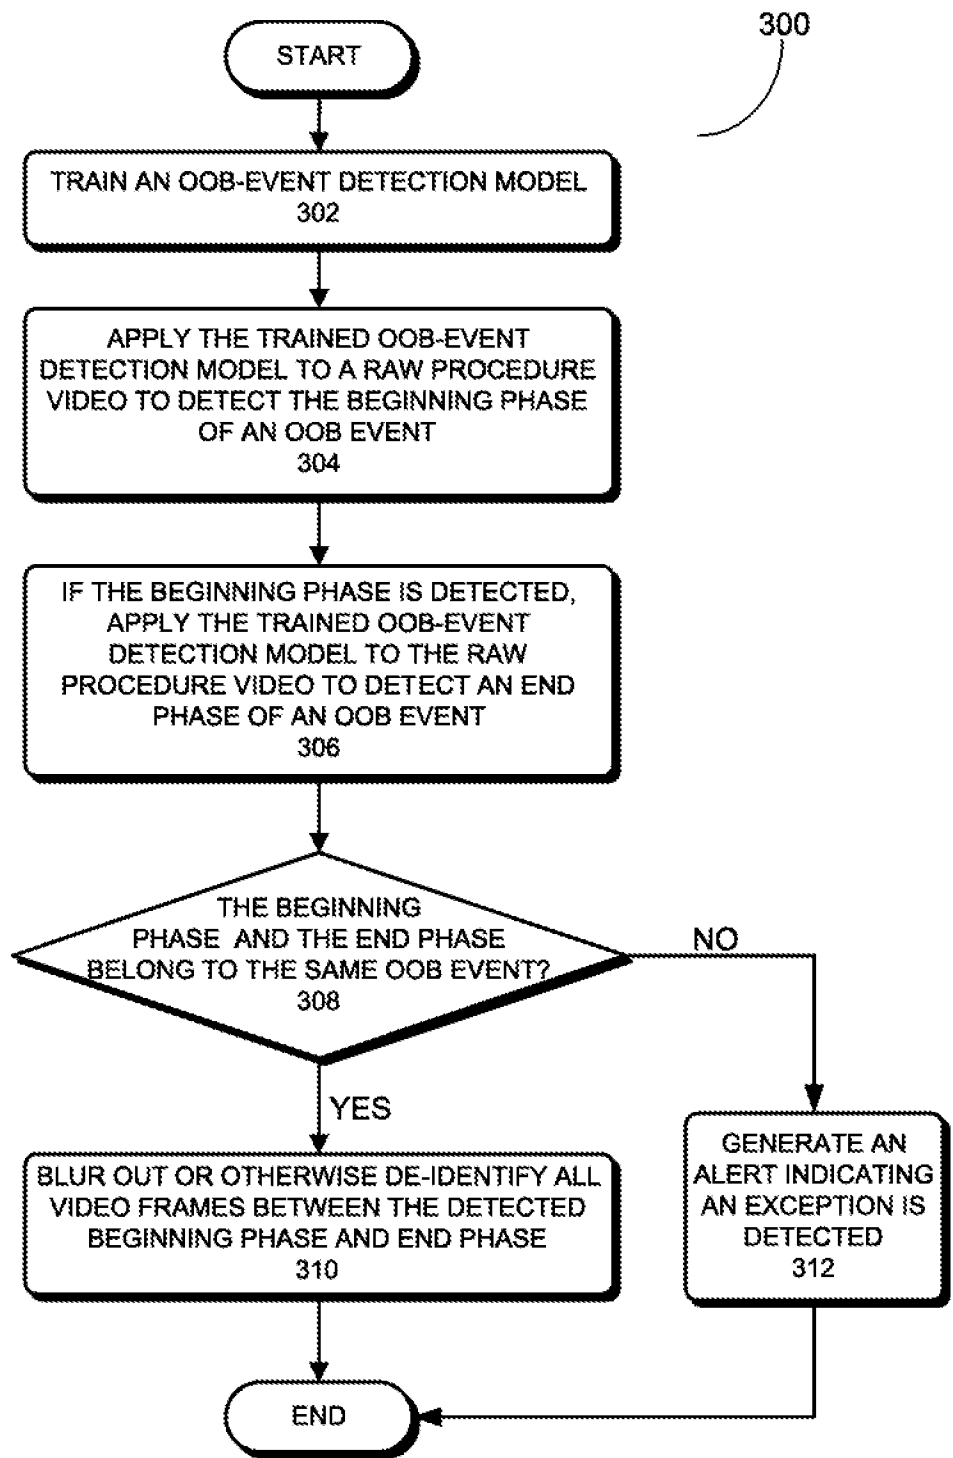 300
START
TRAIN AN OOB-EVENT DETECTION MODEL
302
APPLY THE TRAINED OOB-EVENT
DETECTION MODEL TO A RAW PROCEDURE
VIDEO TO DETECT THE BEGINNING PHASE
OF AN OOB EVENT
304
IF THE BEGINNING PHASE IS DETECTED,
APPLY THE TRAINED OOB-EVENT
DETECTION MODEL TO THE RAW
PROCEDURE VIDEO TO DETECT AN END
PHASE OF AN OOB EVENT
306
THE BEGINNING
PHASE AND THE END PHASE
BELONG TO THE SAME OOB EVENT?
308
NO
YES
BLUR OUT OR OTHERWISE DE-IDENTIFY ALL
VIDEO FRAMES BETWEEN THE DETECTED
BEGINNING PHASE AND END PHASE
310
GENERATE AN
ALERT INDICATING
AN EXCEPTION IS
DETECTED
312
END